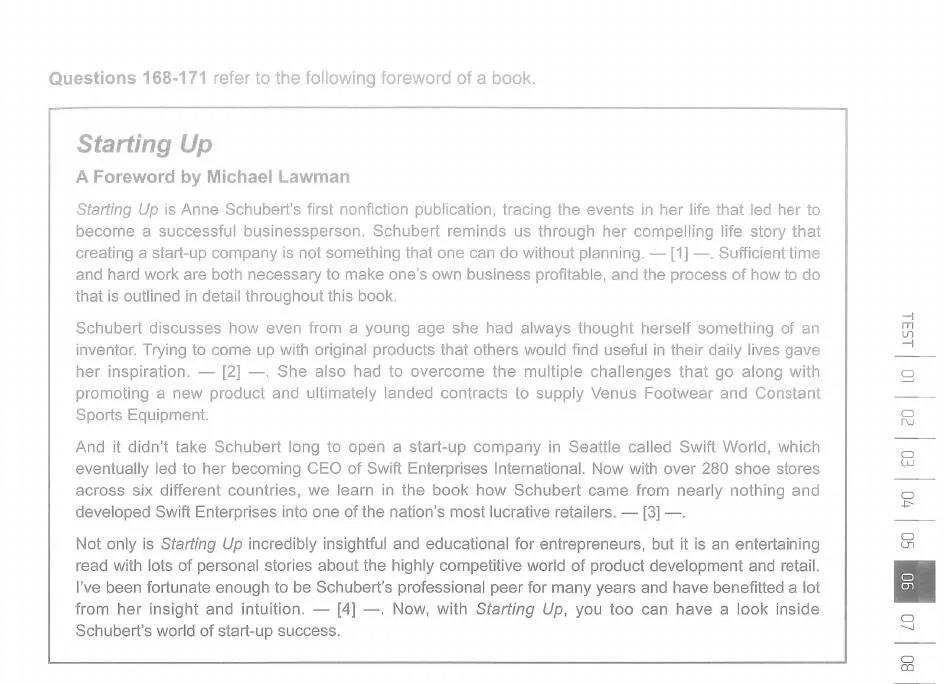 Questions 168-171 refer to the following foreword of a book.
Starting Up
A Foreword by Michael Lawman
Starting Up is Anne Schubert's first nonfiction publication, tracing the events in her life that led her to
become a successful businessperson. Schubert reminds us through her compelling life story that
creating a start-up company is not something that one can do without planning. — [1] —. Sufficient time
and hard work are both necessary to make one's own business profitable, and the process of how to do
that is outlined in detail throughout this book.
Schubert discusses how even from a young age she had always thought herself something of an
inventor. Trying to come up with original products that others would find useful in their daily lives gave
her inspiration. — [2] —. She also had to overcome the multiple challenges that go along with
promoting a new product and ultimately landed contracts to supply Venus Footwear and Constant
Sports Equipment.
And it didn't take Schubert long to open a start-up company in Seattle called Swift World, which
eventually led to her becoming CEO of Swift Enterprises International. Now with over 280 shoe stores
across six different countries, we learn in the book how Schubert came from nearly nothing and
developed Swift Enterprises into one of the nation's most lucrative retailers. — [3] —.
Not only is Starting Up incredibly insightful and educational for entrepreneurs, but it is an entertaining
read with lots of personal stories about the highly competitive world of product development and retail.
I've been fortunate enough to be Schubert's professional peer for many years and have benefitted a lot
from her insight and intuition. — [4] —. Now, with Starting Up, you too can have a look inside
Schubert's world of start-up success.
TEST
01
02
03
04
05
06
07
08